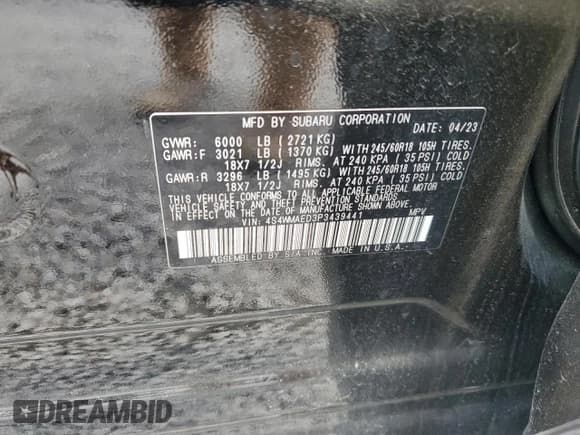 MFD BY SUBARU CORPORATION
DATE: 04/23
GVWR: 6000 LB (2721 KG)
GAWR:F 3021 LB (1370 KG) WITH 245/60R18 105H TIRES.
18X7 1/2J RIMS. AT 240 KPA (35 PSI) COLD
GAWR:R 3296 LB (1495 KG) WITH 245/60R18 105H TIRES.
18X7 1/2J RIMS. AT 240 KPA (35 PSI) COLD
THIS VEHICLE CONFORMS TO ALL APPLICABLE FEDERAL MOTOR
VEHICLE SAFETY AND THEFT PREVENTION STANDARDS
IN EFFECT ON THE DATE OF MANUFACTURE SHOWN ABOVE.
VIN: 4S4WMAED3P3439441 MPV
ASSEMBLED BY SIA INC. MADE IN U.S.A.
DREAMBID